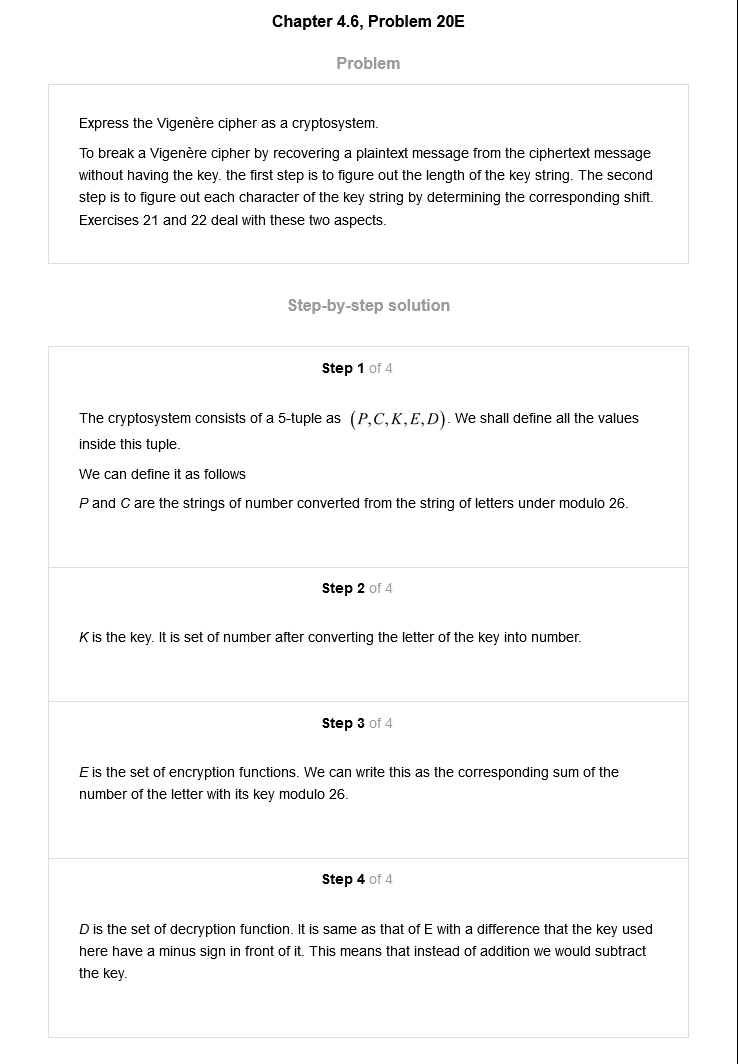 Chapter 4.6, Problem 20E
Problem
Express the Vigenère cipher as a cryptosystem.
To break a Vigenère cipher by recovering a plaintext message from the ciphertext message
without having the key. the first step is to figure out the length of the key string. The second
step is to figure out each character of the key string by determining the corresponding shift.
Exercises 21 and 22 deal with these two aspects.
Step-by-step solution
Step 1 of 4
The cryptosystem consists of a 5-tuple as (P,C,K,E,D). We shall define all the values
inside this tuple.
We can define it as follows
P and C are the strings of number converted from the string of letters under modulo 26.
Step 2 of 4
K is the key. It is set of number after converting the letter of the key into number.
Step 3 of 4
E is the set of encryption functions. We can write this as the corresponding sum of the
number of the letter with its key modulo 26.
Step 4 of 4
D is the set of decryption function. It is same as that of E with a difference that the key used
here have a minus sign in front of it. This means that instead of addition we would subtract
the key.